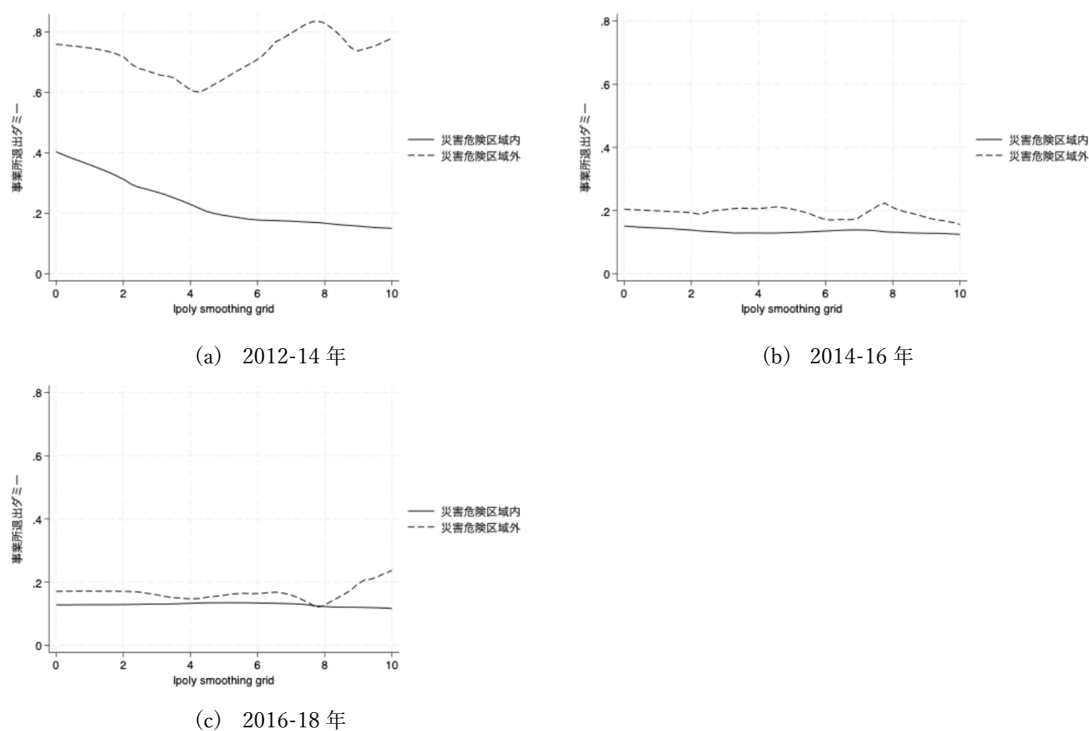 .8
.6
.4
.2
0
事業所退出ダミー
0 2 4 6 8 10
lpoly smoothing grid
災害危険区域内
災害危険区域外
(a) 2012-14 年
.8
.6
.4
.2
0
事業所退出ダミー
0 2 4 6 8 10
lpoly smoothing grid
災害危険区域内
災害危険区域外
(b) 2014-16 年
.8
.6
.4
.2
0
事業所退出ダミー
0 2 4 6 8 10
lpoly smoothing grid
災害危険区域内
災害危険区域外
(c) 2016-18 年